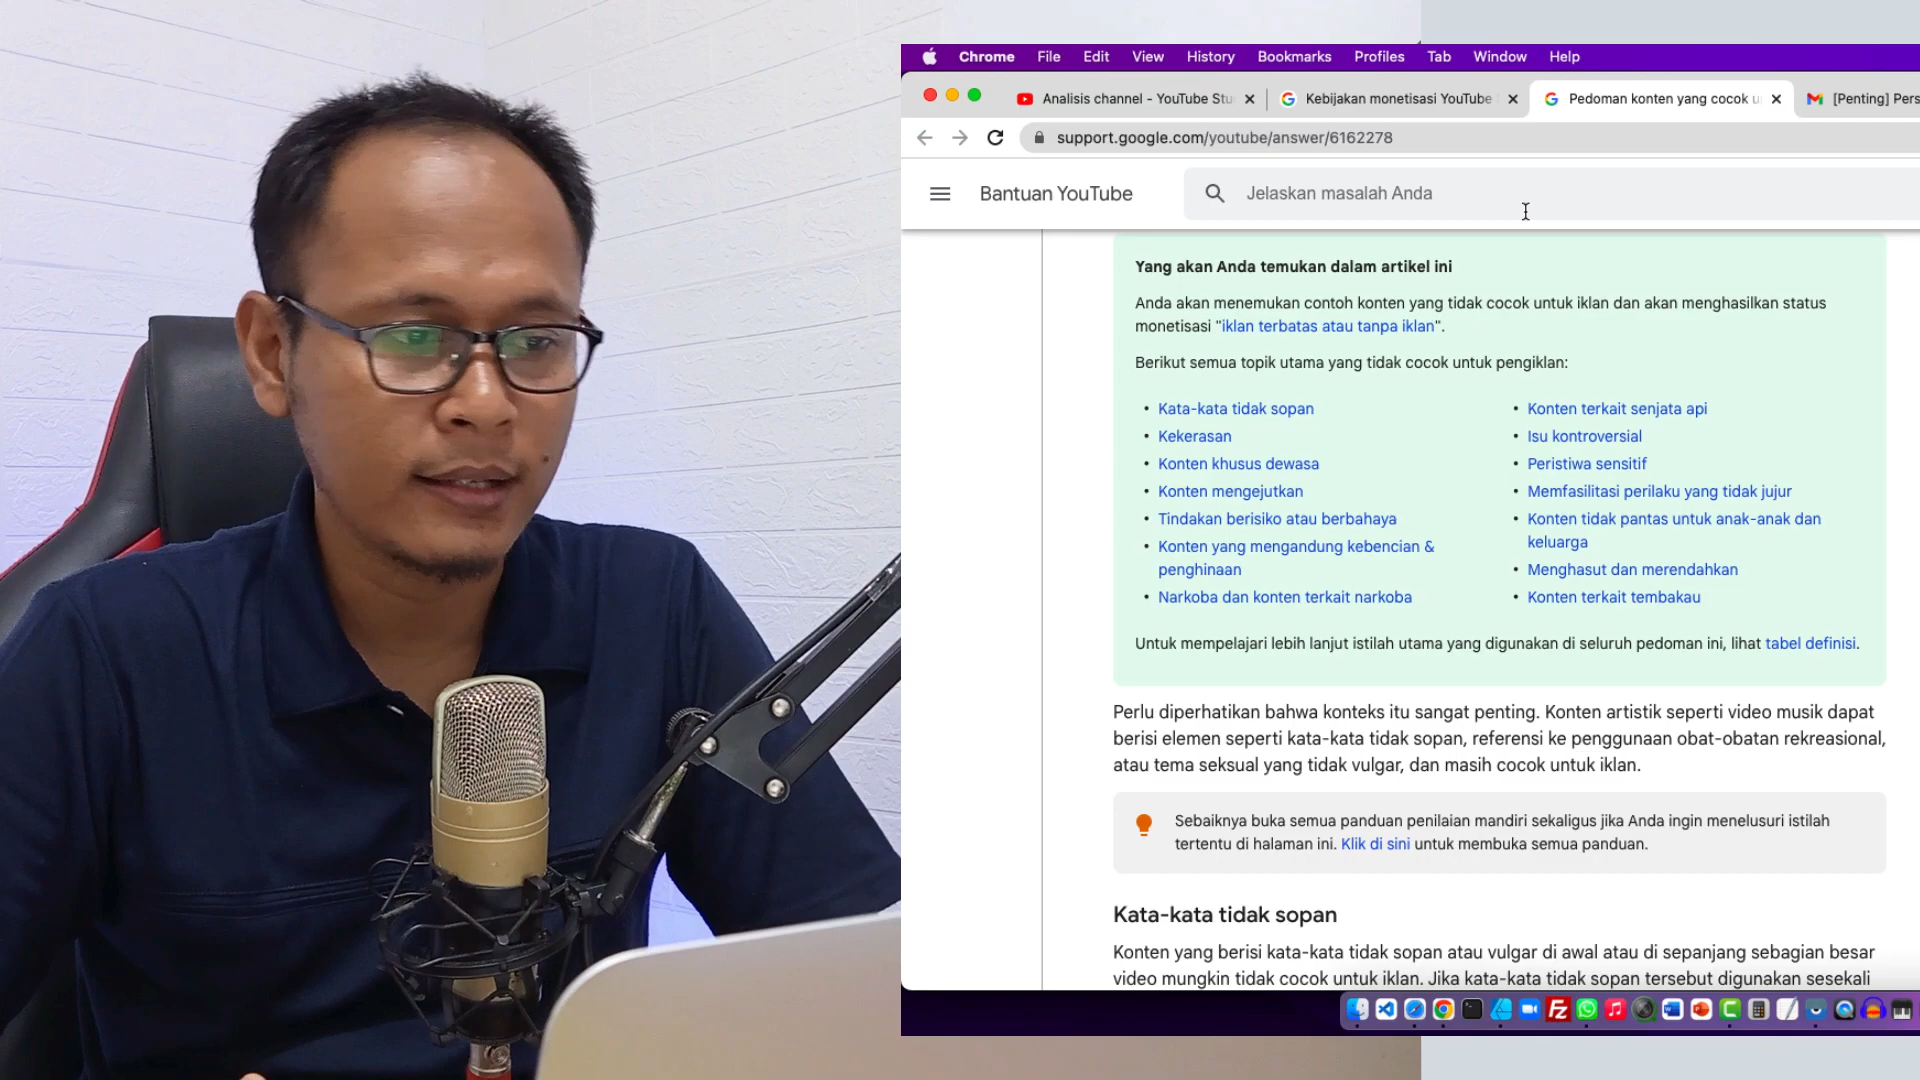 Chrome File Edit View History Bookmarks Profiles Tab Window Help
Analisis channel - YouTube Stu
Kebijakan monetisasi YouTube
Pedoman konten yang cocok u
[Penting] Pers
support.google.com/youtube/answer/6162278
Bantuan YouTube
Jelaskan masalah Anda
Yang akan Anda temukan dalam artikel ini
Anda akan menemukan contoh konten yang tidak cocok untuk iklan dan akan menghasilkan status
monetisasi "iklan terbatas atau tanpa iklan".
Berikut semua topik utama yang tidak cocok untuk pengiklan:
• Kata-kata tidak sopan
• Kekerasan
• Konten khusus dewasa
• Konten mengejutkan
• Tindakan berisiko atau berbahaya
• Konten yang mengandung kebencian &
penghinaan
• Narkoba dan konten terkait narkoba
• Konten terkait senjata api
• Isu kontroversial
• Peristiwa sensitif
• Memfasilitasi perilaku yang tidak jujur
• Konten tidak pantas untuk anak-anak dan
keluarga
• Menghasut dan merendahkan
• Konten terkait tembakau
Untuk mempelajari lebih lanjut istilah utama yang digunakan di seluruh pedoman ini, lihat tabel definisi.
Perlu diperhatikan bahwa konteks itu sangat penting. Konten artistik seperti video musik dapat
berisi elemen seperti kata-kata tidak sopan, referensi ke penggunaan obat-obatan rekreasional,
atau tema seksual yang tidak vulgar, dan masih cocok untuk iklan.
Sebaiknya buka semua panduan penilaian mandiri sekaligus jika Anda ingin menelusuri istilah
tertentu di halaman ini. Klik di sini untuk membuka semua panduan.
Kata-kata tidak sopan
Konten yang berisi kata-kata tidak sopan atau vulgar di awal atau di sepanjang sebagian besar
video mungkin tidak cocok untuk iklan. Jika kata-kata tidak sopan tersebut digunakan sesekali